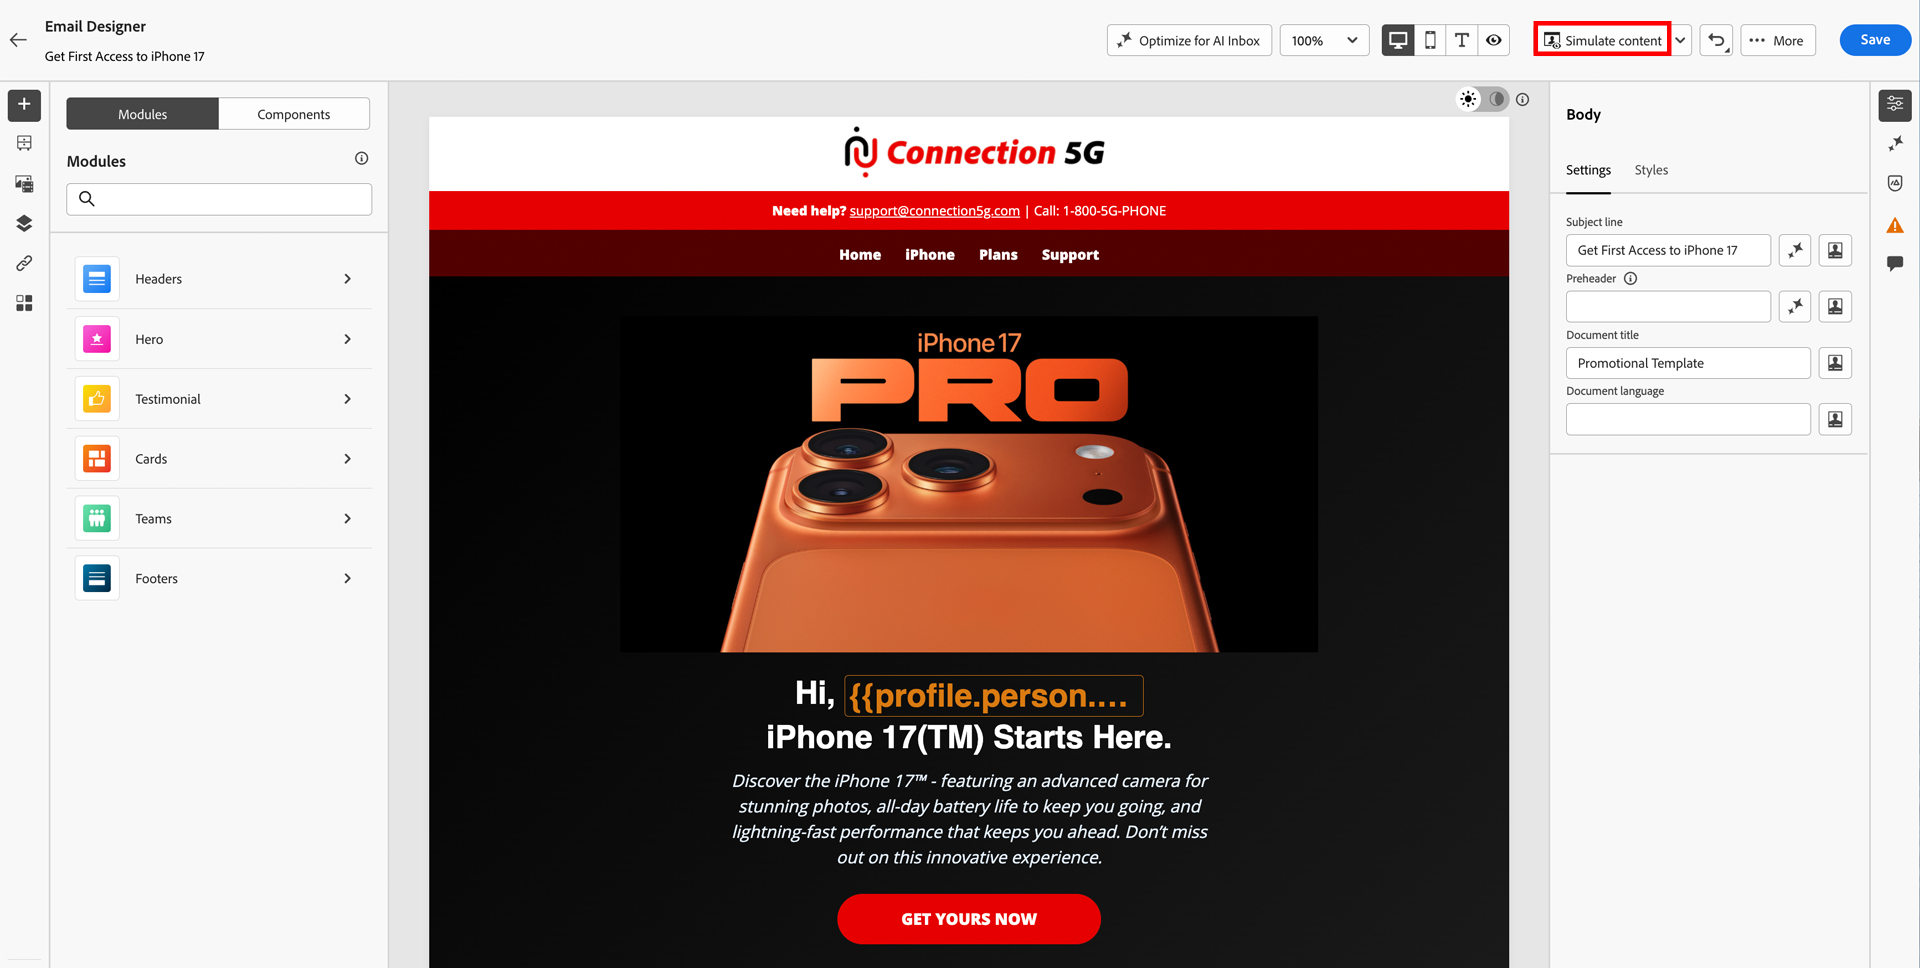 Email Designer
Get First Access to iPhone 17
Optimize for AI Inbox
100%
Simulate content
More
Save
Modules
Components
Modules
Headers
Hero
Testimonial
Cards
Teams
Footers
Connection 5G
Need help? support@connection5g.com | Call: 1-800-5G-PHONE
Home iPhone Plans Support
iPhone 17
PRO
Hi, {{profile.person....
iPhone 17(TM) Starts Here.
Discover the iPhone 17™ - featuring an advanced camera for
stunning photos, all-day battery life to keep you going, and
lightning-fast performance that keeps you ahead. Don’t miss
out on this innovative experience.
GET YOURS NOW
Body
Settings
Styles
Subject line
Get First Access to iPhone 17
Preheader
Document title
Promotional Template
Document language